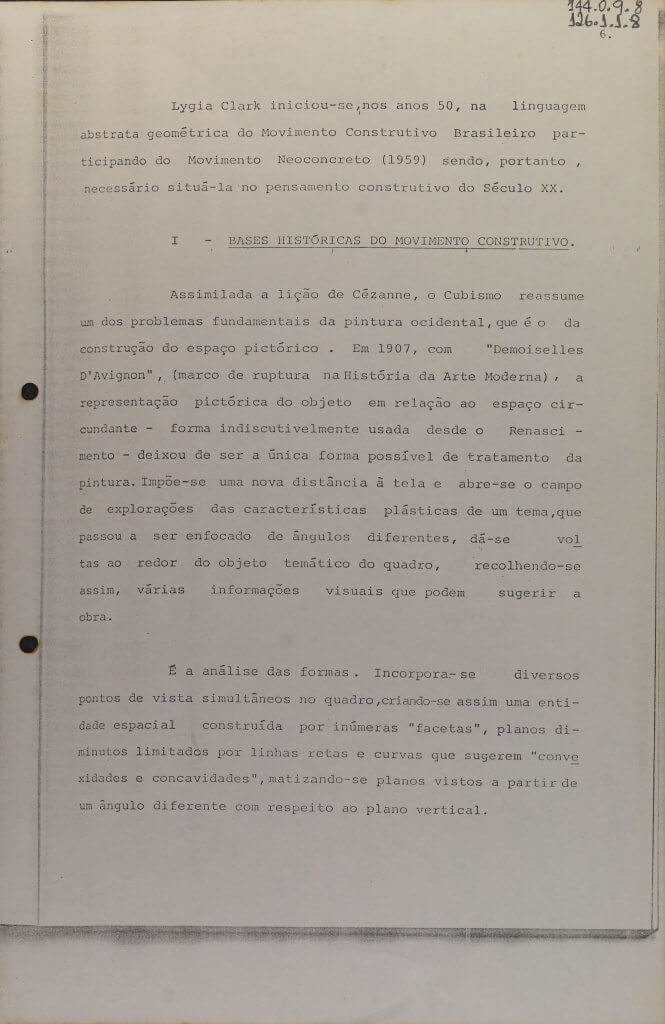 144.0.9.8
126.1.1.8
6.
Lygia Clark iniciou-se,nos anos 50, na linguagem
abstrata geométrica do Movimento Construtivo Brasileiro par-
ticipando do Movimento Neoconcreto (1959) sendo, portanto ,
necessário situá-la no pensamento construtivo do Século XX.
I - BASES HISTÓRICAS DO MOVIMENTO CONSTRUTIVO.
Assimilada a lição de Cézanne, o Cubismo reassume
um dos problemas fundamentais da pintura ocidental,que é o da
construção do espaço pictórico . Em 1907, com "Demoiselles
D'Avignon", (marco de ruptura na História da Arte Moderna), a
representação pictórica do objeto em relação ao espaço cir-
cundante - forma indiscutivelmente usada desde o Renasci -
mento - deixou de ser a única forma possível de tratamento da
pintura. Impõe-se uma nova distância à tela e abre-se o campo
de explorações das características plásticas de um tema,que
passou a ser enfocado de ângulos diferentes, dá-se vol
tas ao redor do objeto temático do quadro, recolhendo-se
assim, várias informações visuais que podem sugerir a
obra.
É a análise das formas. Incorpora-se diversos
pontos de vista simultâneos no quadro,criando-se assim uma enti-
dade espacial construída por inúmeras "facetas", planos di-
minutos limitados por linhas retas e curvas que sugerem "conve
xidades e concavidades",matizando-se planos vistos a partir de
um ângulo diferente com respeito ao plano vertical.